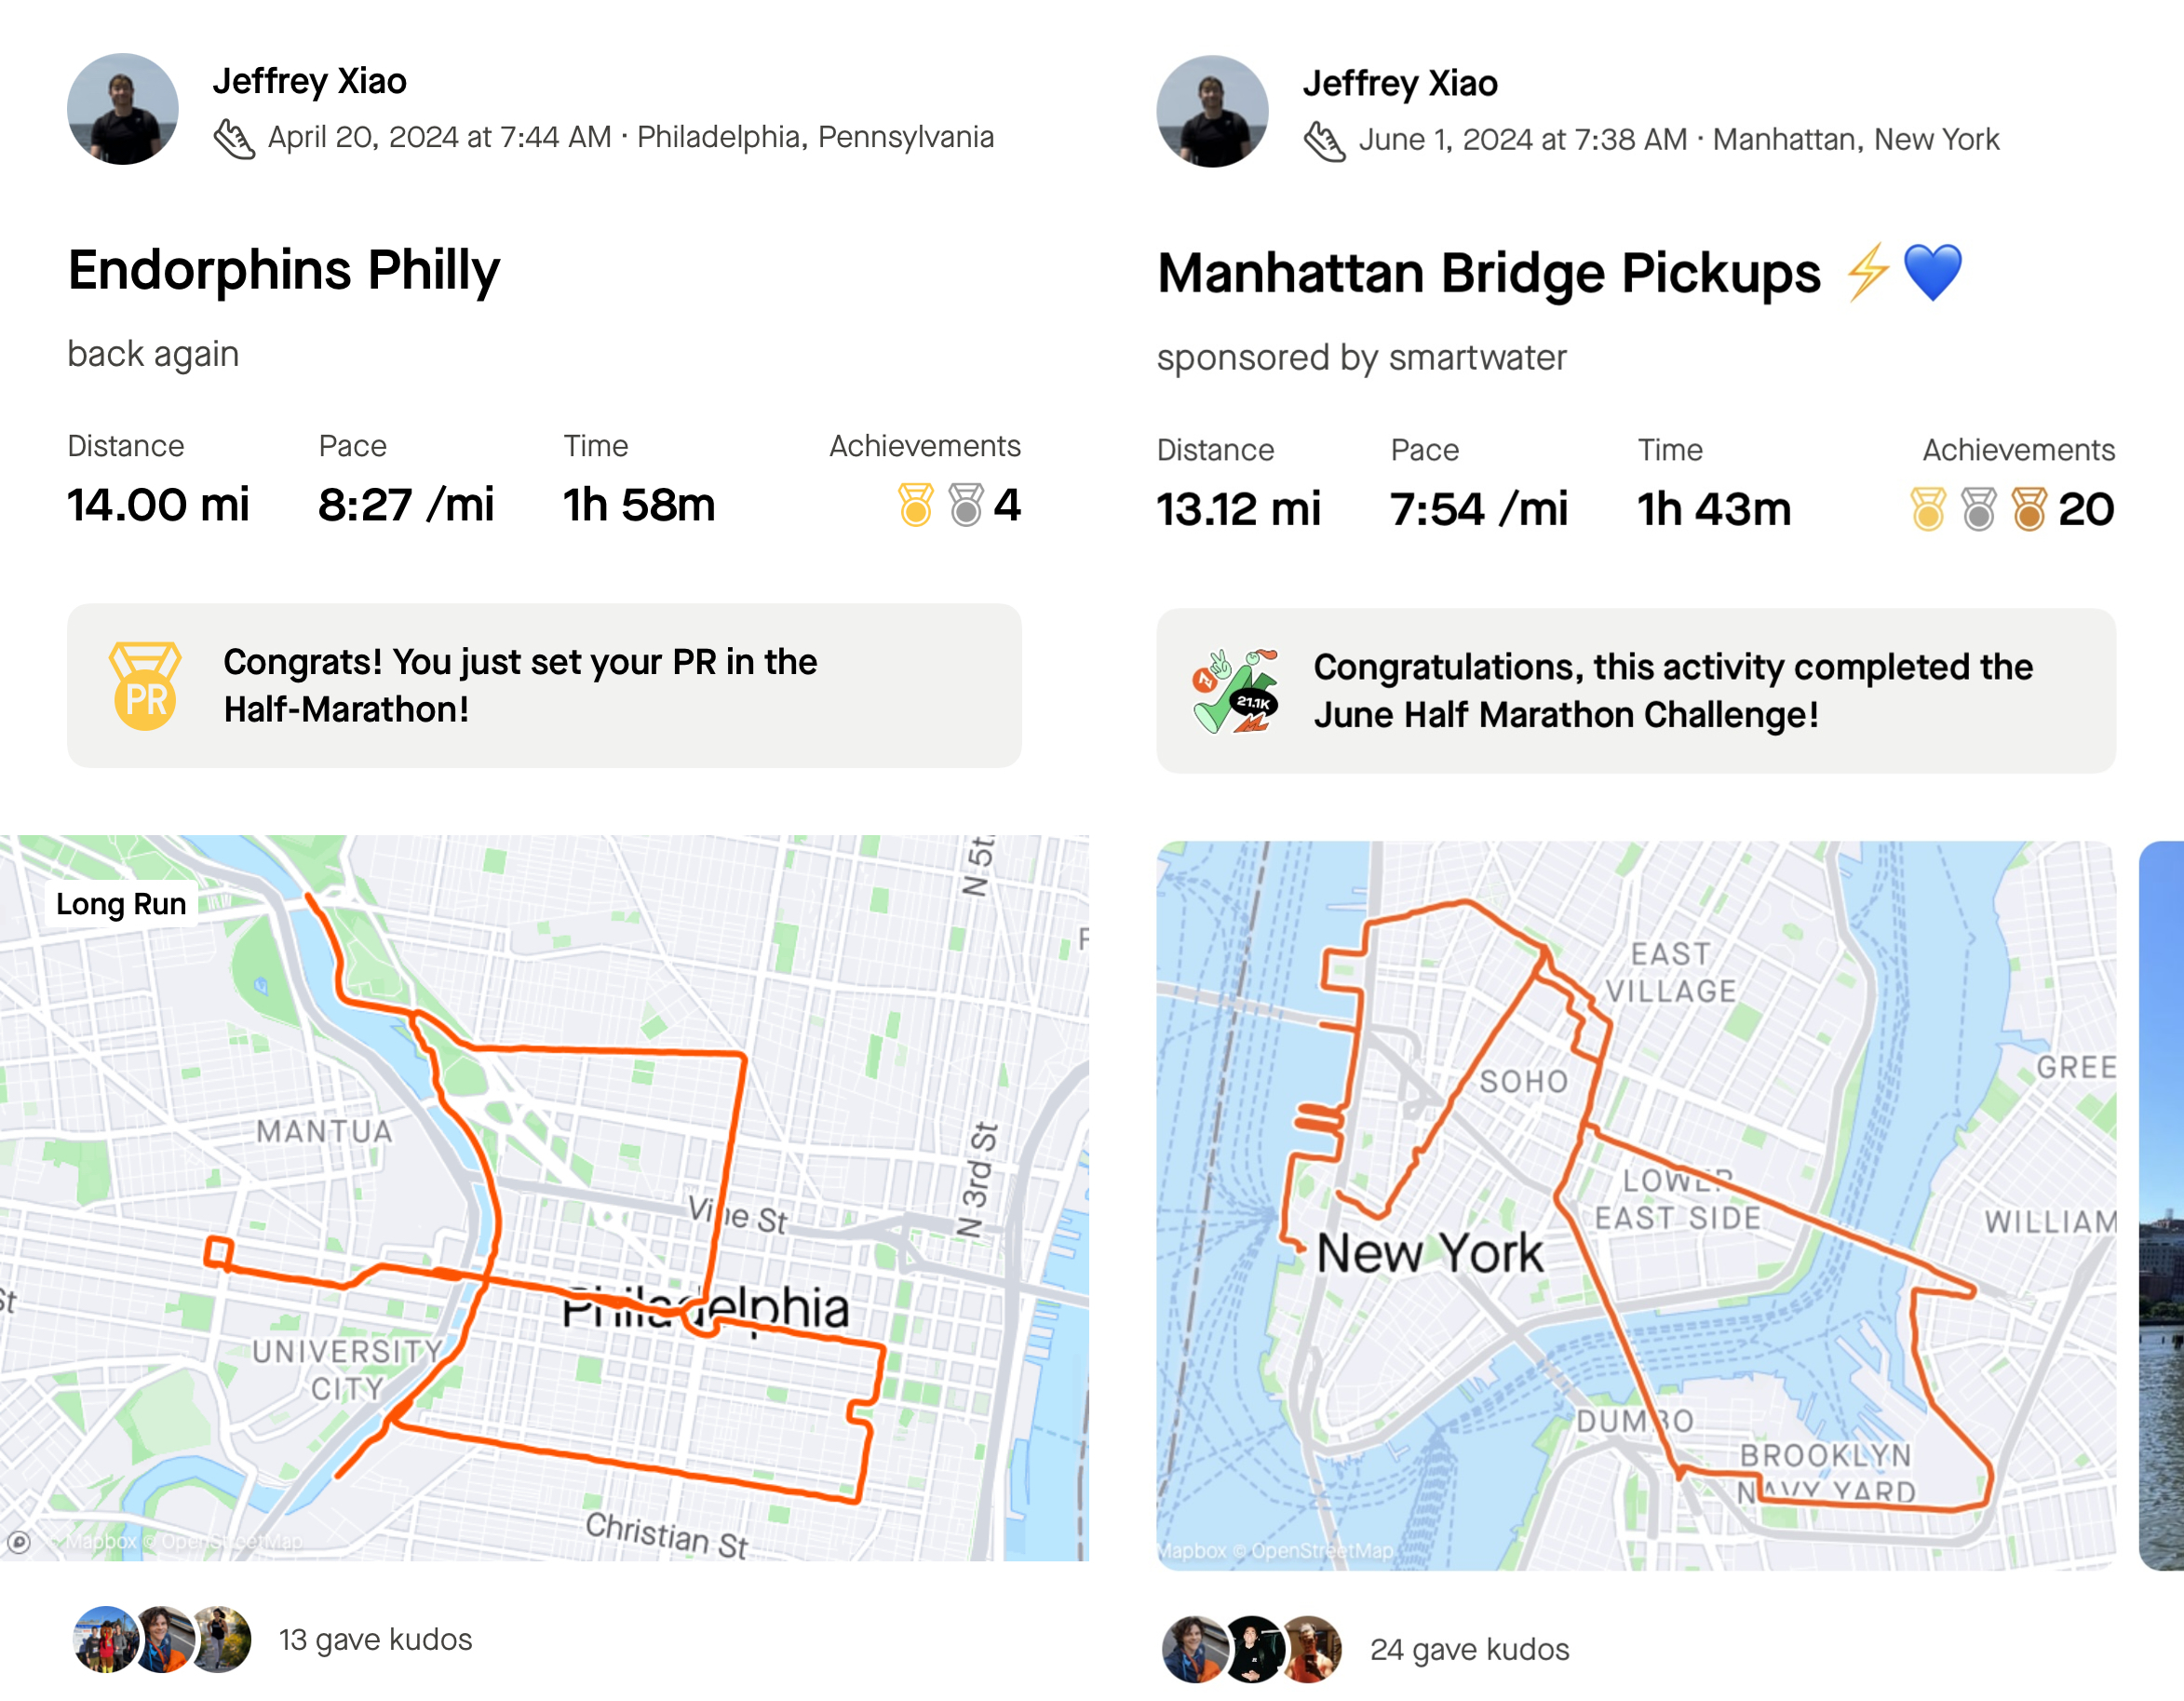 Jeffrey Xiao
April 20, 2024 at 7:44 AM · Philadelphia, Pennsylvania
Endorphins Philly
back again
Distance
Pace
Time
Achievements
14.00 mi
8:27 /mi
1h 58m
4
PR
Congrats! You just set your PR in the
Half-Marathon!
Long Run
N 5t
F
MANTUA
N 3rd St
Vine St
St
Philadelphia
UNIVERSITY
CITY
Christian St
Mapbox © OpenStreetMap
13 gave kudos
Jeffrey Xiao
June 1, 2024 at 7:38 AM · Manhattan, New York
Manhattan Bridge Pickups ⚡💙
sponsored by smartwater
Distance
Pace
Time
Achievements
13.12 mi
7:54 /mi
1h 43m
20
21.1K
Congratulations, this activity completed the
June Half Marathon Challenge!
EAST
VILLAGE
GREE
SOHO
LOWER
EAST SIDE
WILLIAM
New York
DUMBO
BROOKLYN
NAVY YARD
Mapbox © OpenStreetMap
24 gave kudos